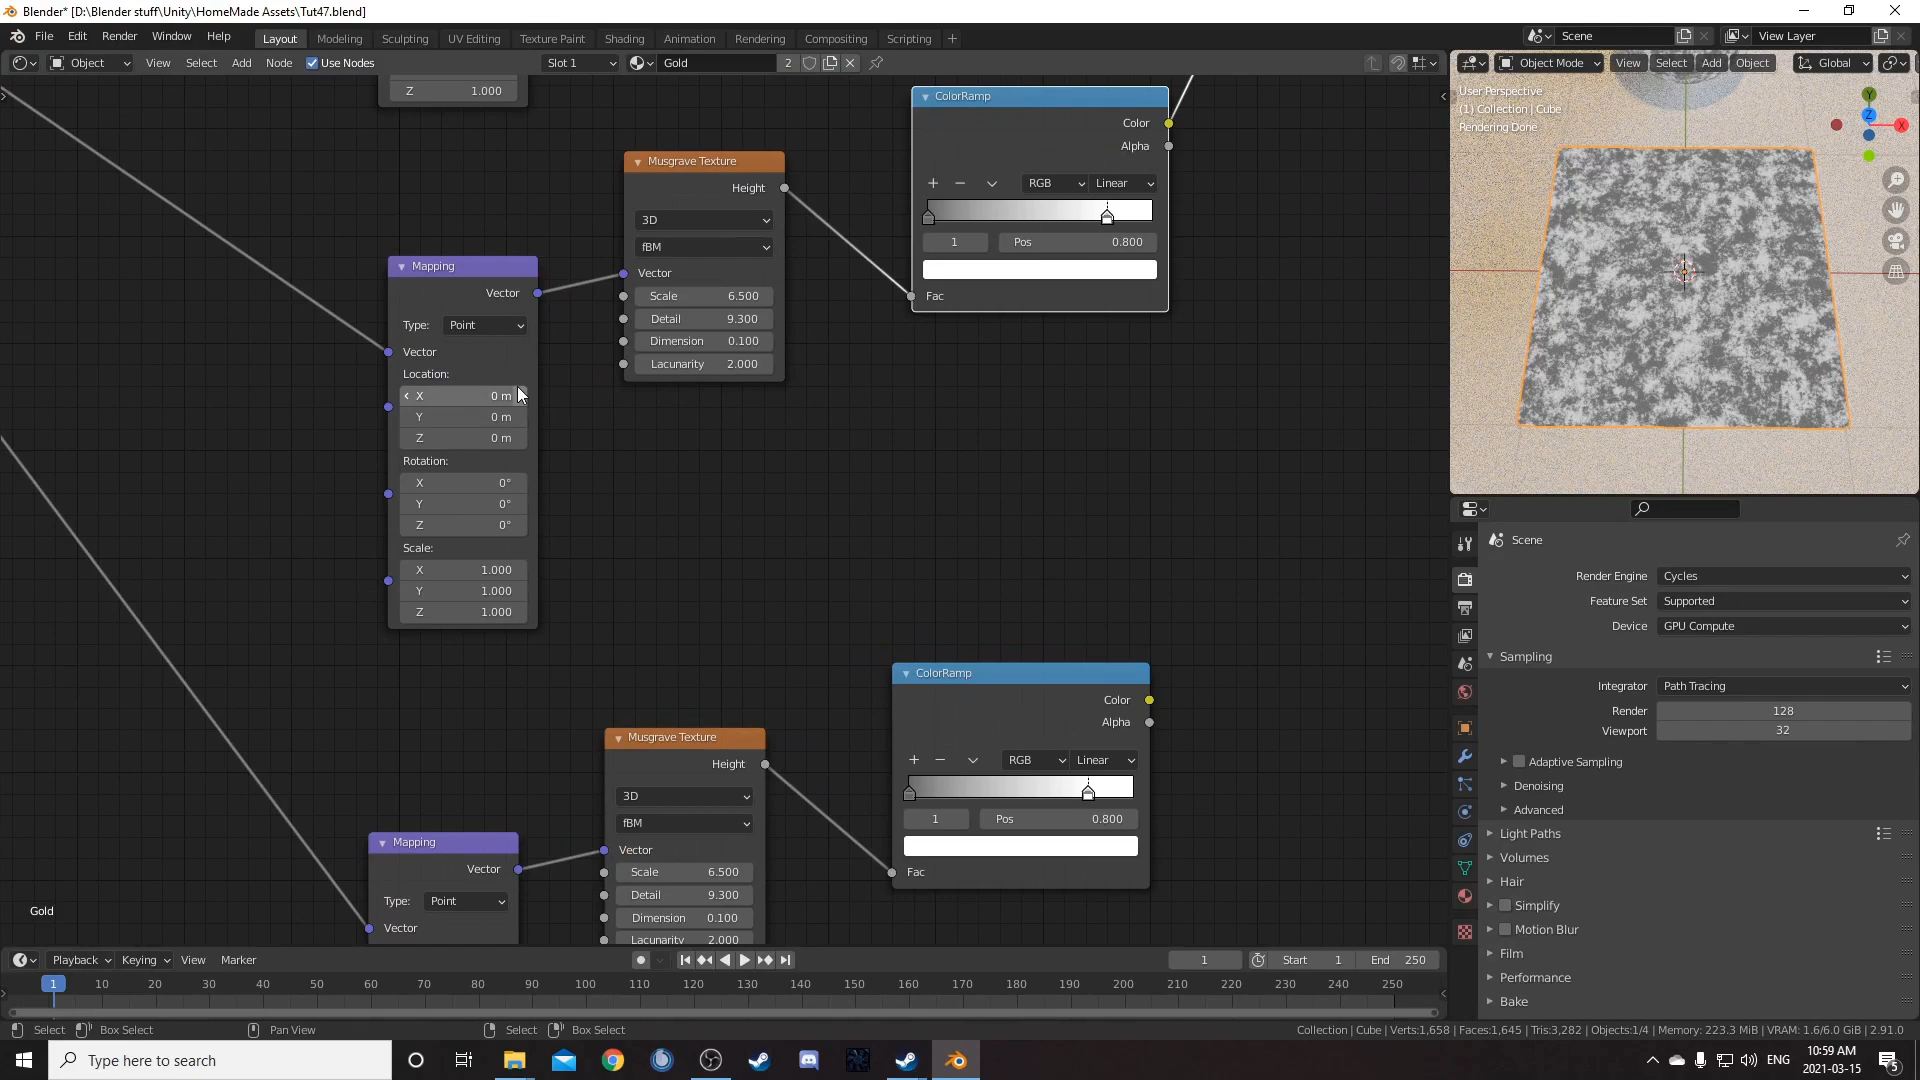 Blender* [D:\Blender stuff\Unity\HomeMade Assets\Tut47.blend]
File Edit Render Window Help Layout Modeling Sculpting UV Editing Texture Paint Shading Animation Rendering Compositing Scripting Scene View Layer
Object View Select Add Node Use Nodes Slot 1 Gold 2 Object Mode View Select Add Object Global
Z 1.000
ColorRamp
Color
Alpha
RGB Linear
1 Pos 0.800
Fac
Musgrave Texture
Height
3D
fBM
Vector
Scale 6.500
Detail 9.300
Dimension 0.100
Lacunarity 2.000
Mapping
Vector
Type: Point
Vector
Location:
X 0 m
Y 0 m
Z 0 m
Rotation:
X 0°
Y 0°
Z 0°
Scale:
X 1.000
Y 1.000
Z 1.000
ColorRamp
Color
Alpha
RGB Linear
1 Pos 0.800
Fac
Musgrave Texture
Height
3D
fBM
Vector
Scale 6.500
Detail 9.300
Dimension 0.100
Lacunarity 2.000
Mapping
Vector
Type: Point
Vector
Gold
User Perspective
(1) Collection | Cube
Rendering Done
Y
Z
X
Scene
Render Engine Cycles
Feature Set Supported
Device GPU Compute
Sampling
Integrator Path Tracing
Render 128
Viewport 32
Adaptive Sampling
Denoising
Advanced
Light Paths
Volumes
Hair
Simplify
Motion Blur
Film
Performance
Bake
Playback Keying View Marker 1 Start 1 End 250
1 10 20 30 40 50 60 70 80 90 100 110 120 130 140 150 160 170 180 190 200 210 220 230 240 250
Select Box Select Pan View Select Box Select Collection | Cube | Verts:1,658 | Faces:1,645 | Tris:3,282 | Objects:1/4 | Memory: 223.3 MiB | VRAM: 1.6/6.0 GiB | 2.91.0
Type here to search
ENG
10:59 AM
2021-03-15
5